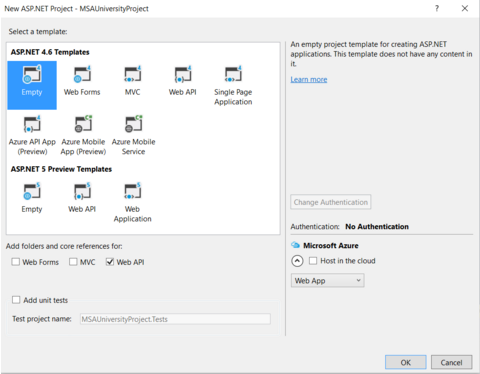 New ASP.NET Project - MSAUniversityProject
?
Select a template:
ASP.NET 4.6 Templates
Empty
Web Forms
MVC
Web API
Single Page
Application
Azure API App
(Preview)
Azure Mobile
App (Preview)
Azure Mobile
Service
ASP.NET 5 Preview Templates
Empty
Web API
Web
Application
An empty project template for creating ASP.NET
applications. This template does not have any content in
it.
Learn more
Change Authentication
Authentication: No Authentication
Microsoft Azure
Host in the cloud
Web App
Add folders and core references for:
Web Forms
MVC
Web API
Add unit tests
Test project name:
MSAUniversityProject.Tests
OK
Cancel